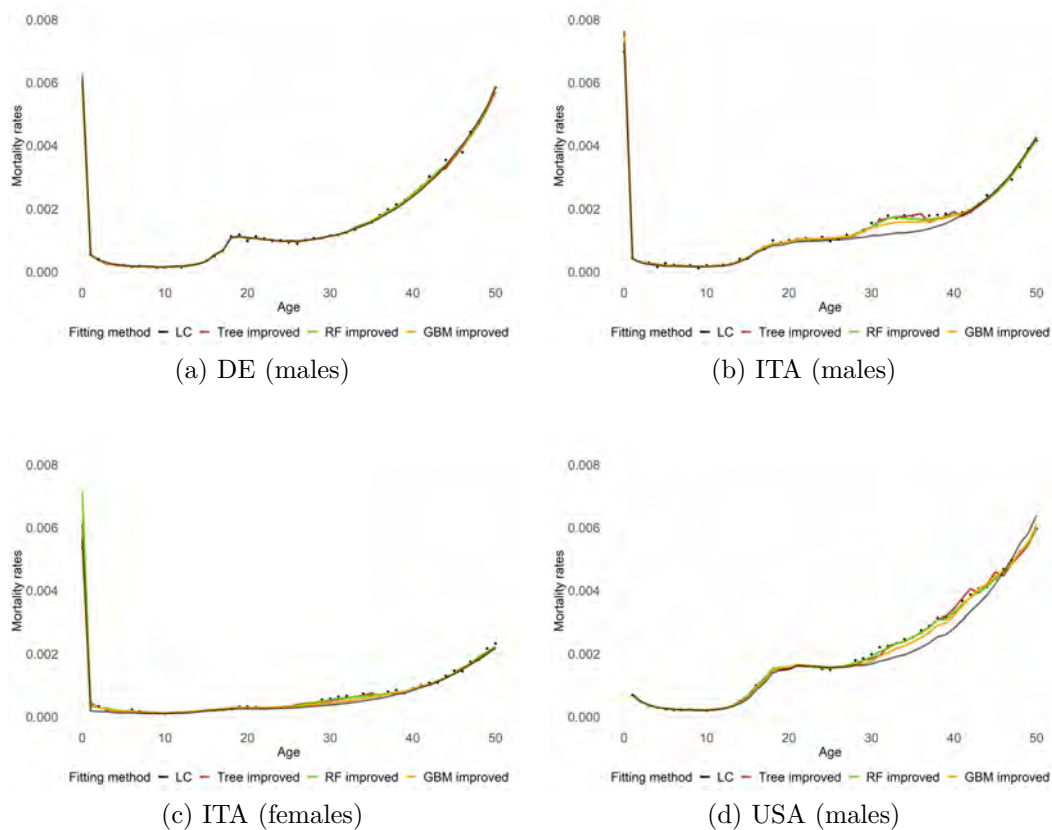 0.008
0.006
0.004
0.002
0.000
Mortality rates
0 10 20 30 40 50
Age
Fitting method LC Tree improved RF improved GBM improved
(a) DE (males)
0.008
0.006
0.004
0.002
0.000
Mortality rates
0 10 20 30 40 50
Age
Fitting method LC Tree improved RF improved GBM improved
(b) ITA (males)
0.008
0.006
0.004
0.002
0.000
Mortality rates
0 10 20 30 40 50
Age
Fitting method LC Tree improved RF improved GBM improved
(c) ITA (females)
0.008
0.006
0.004
0.002
0.000
Mortality rates
0 10 20 30 40 50
Age
Fitting method LC Tree improved RF improved GBM improved
(d) USA (males)